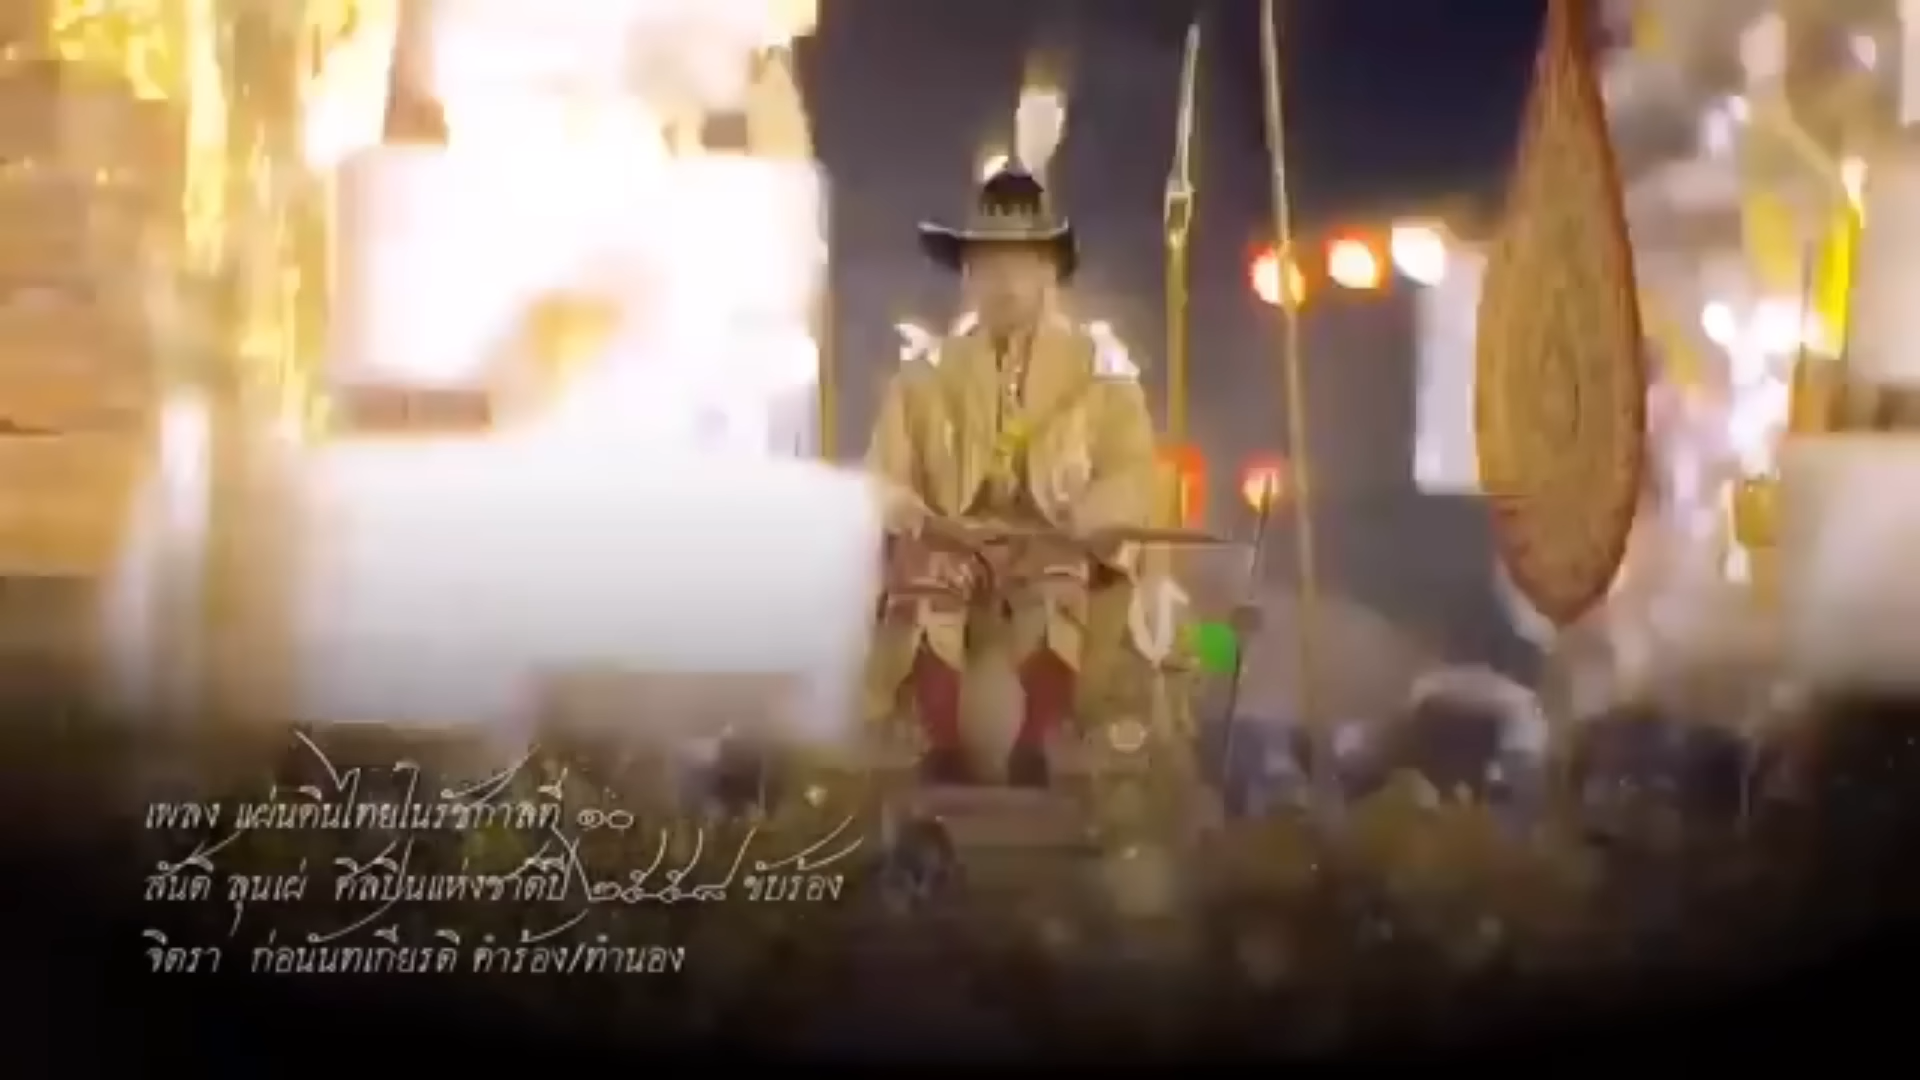 เพลง แผ่นดินไทยในรัชกาลที่ ๑๐
สันติ ลุนเผ่ ศิลปินแห่งชาติปี ๒๕๕๘ ขับร้อง
จิตรา ก่อนันทเกียรติ คำร้อง/ทำนอง